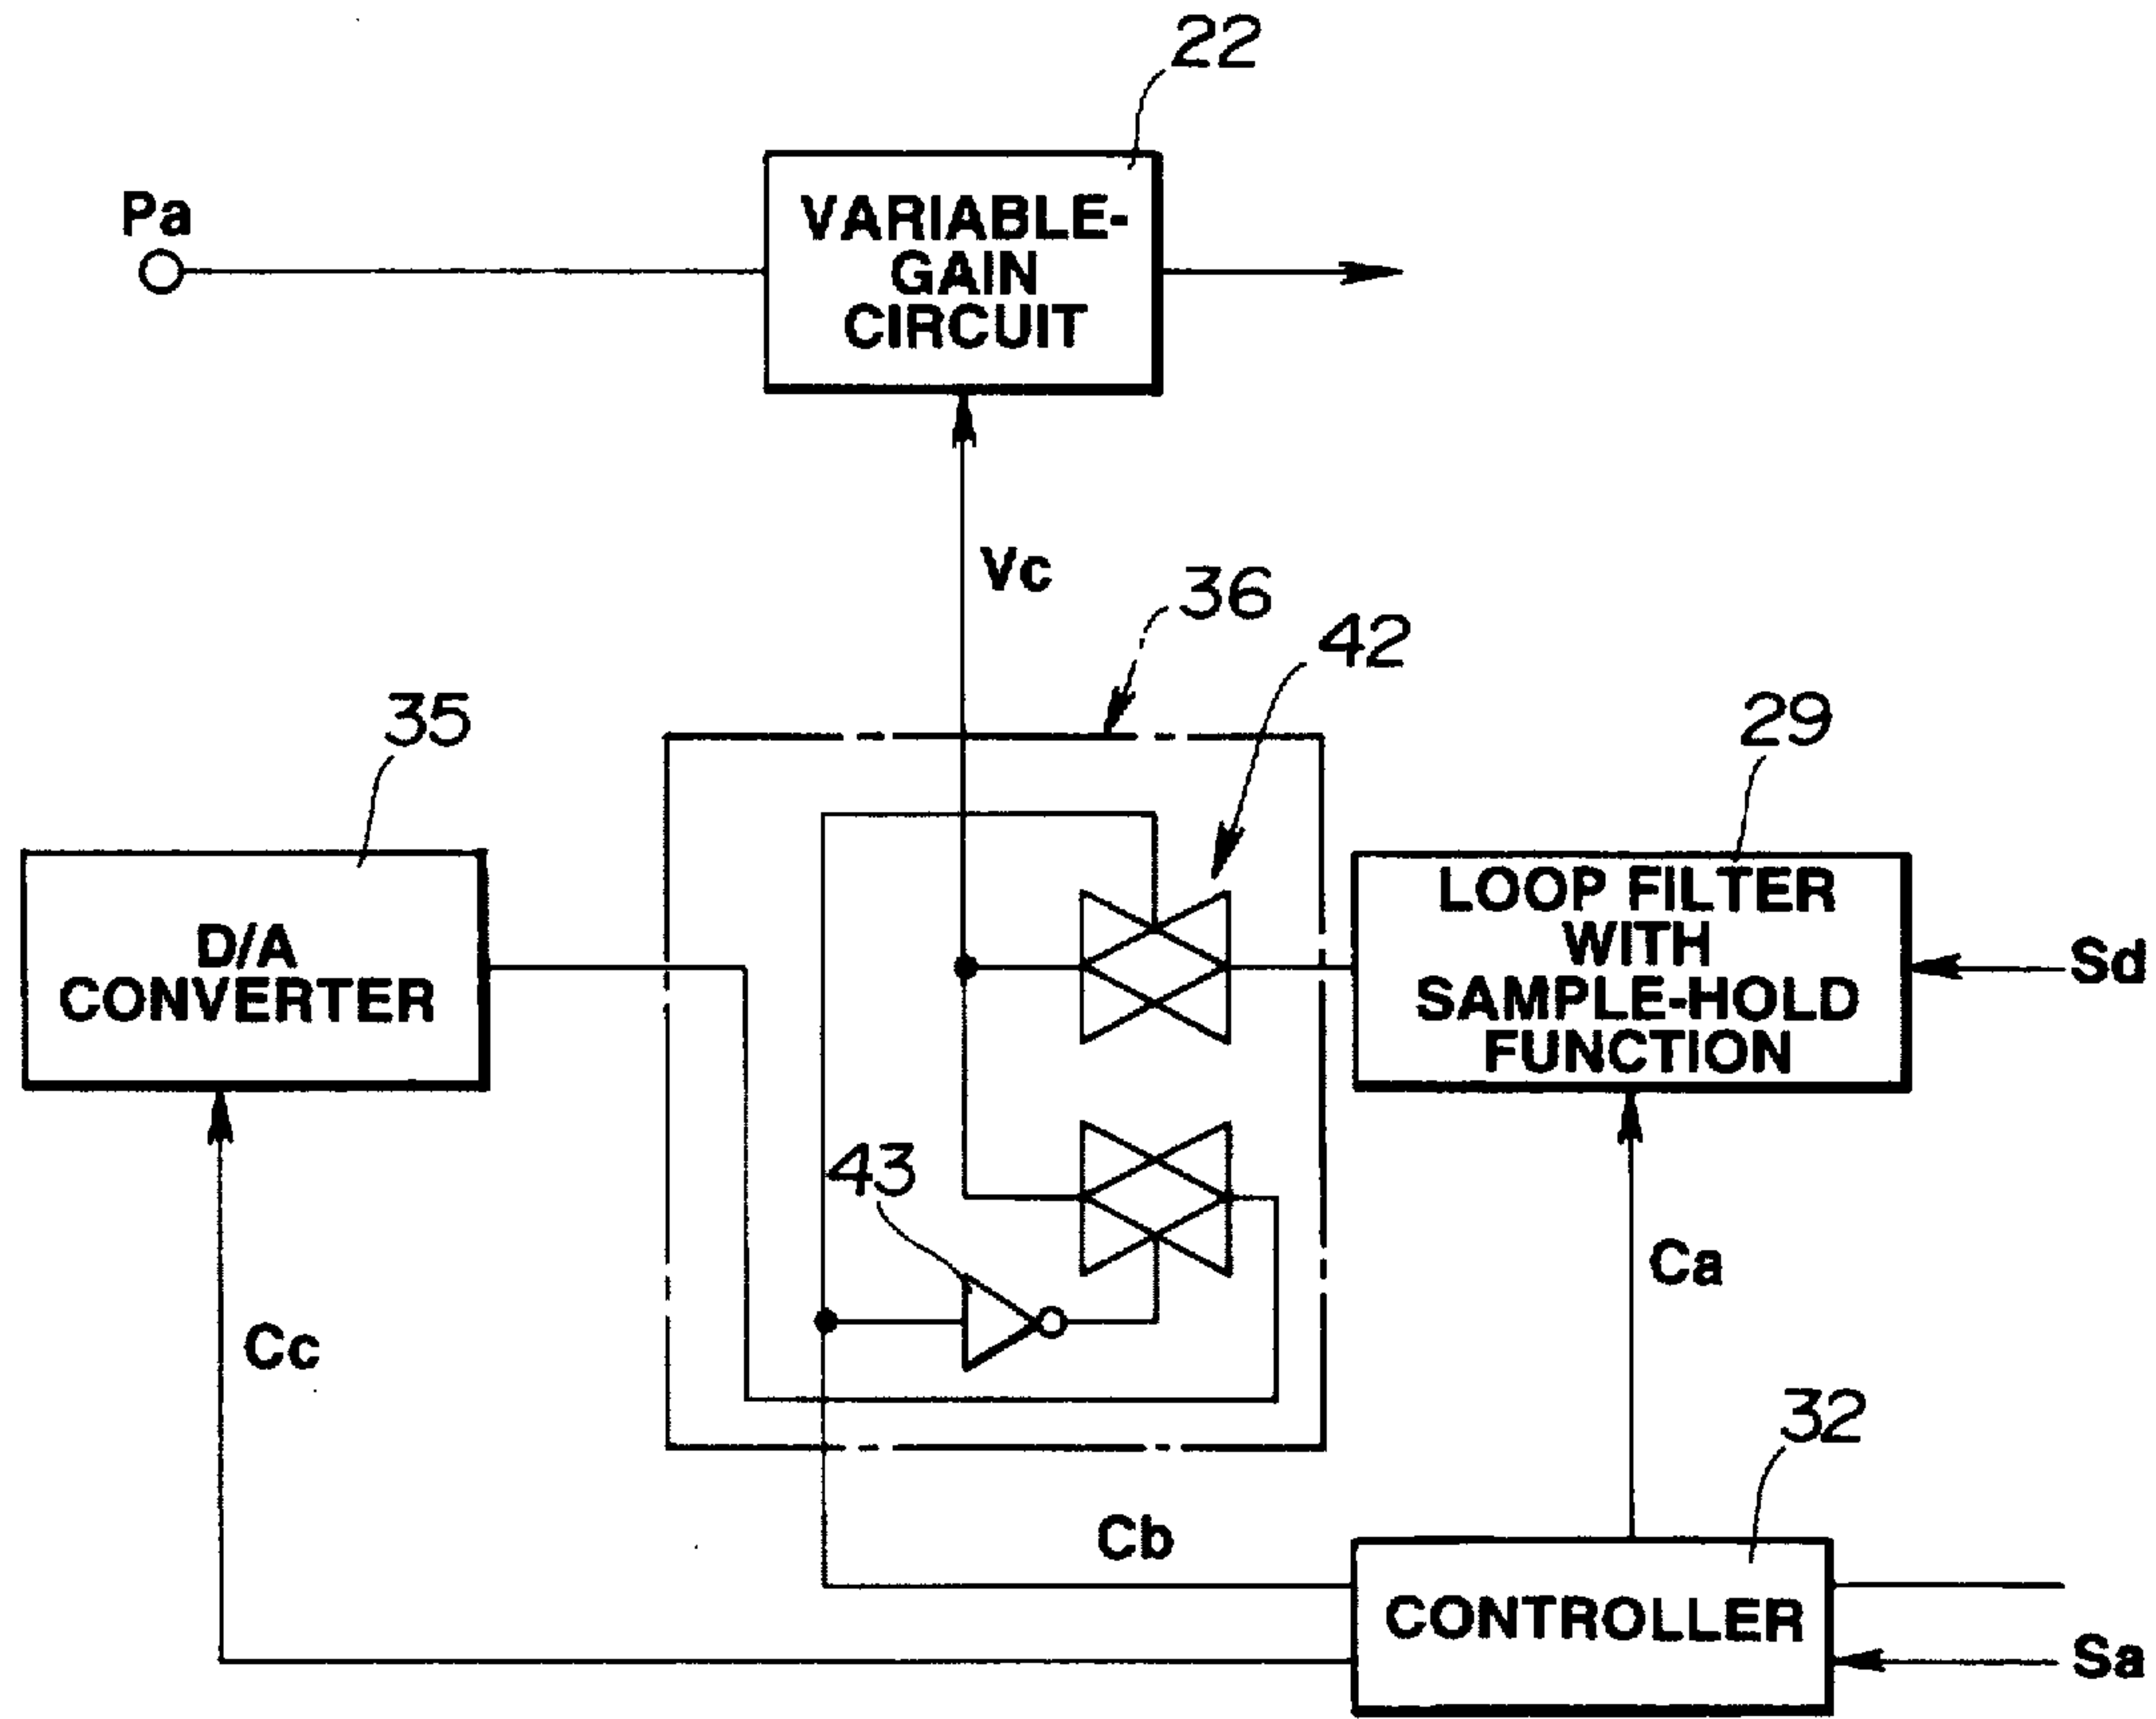 22
Pa
VARIABLE-
GAIN
CIRCUIT
Vc
36
42
35
29
D/A
CONVERTER
LOOP FILTER
WITH
SAMPLE-HOLD
FUNCTION
Sd
43
Ca
Cc
32
Cb
CONTROLLER
Sa